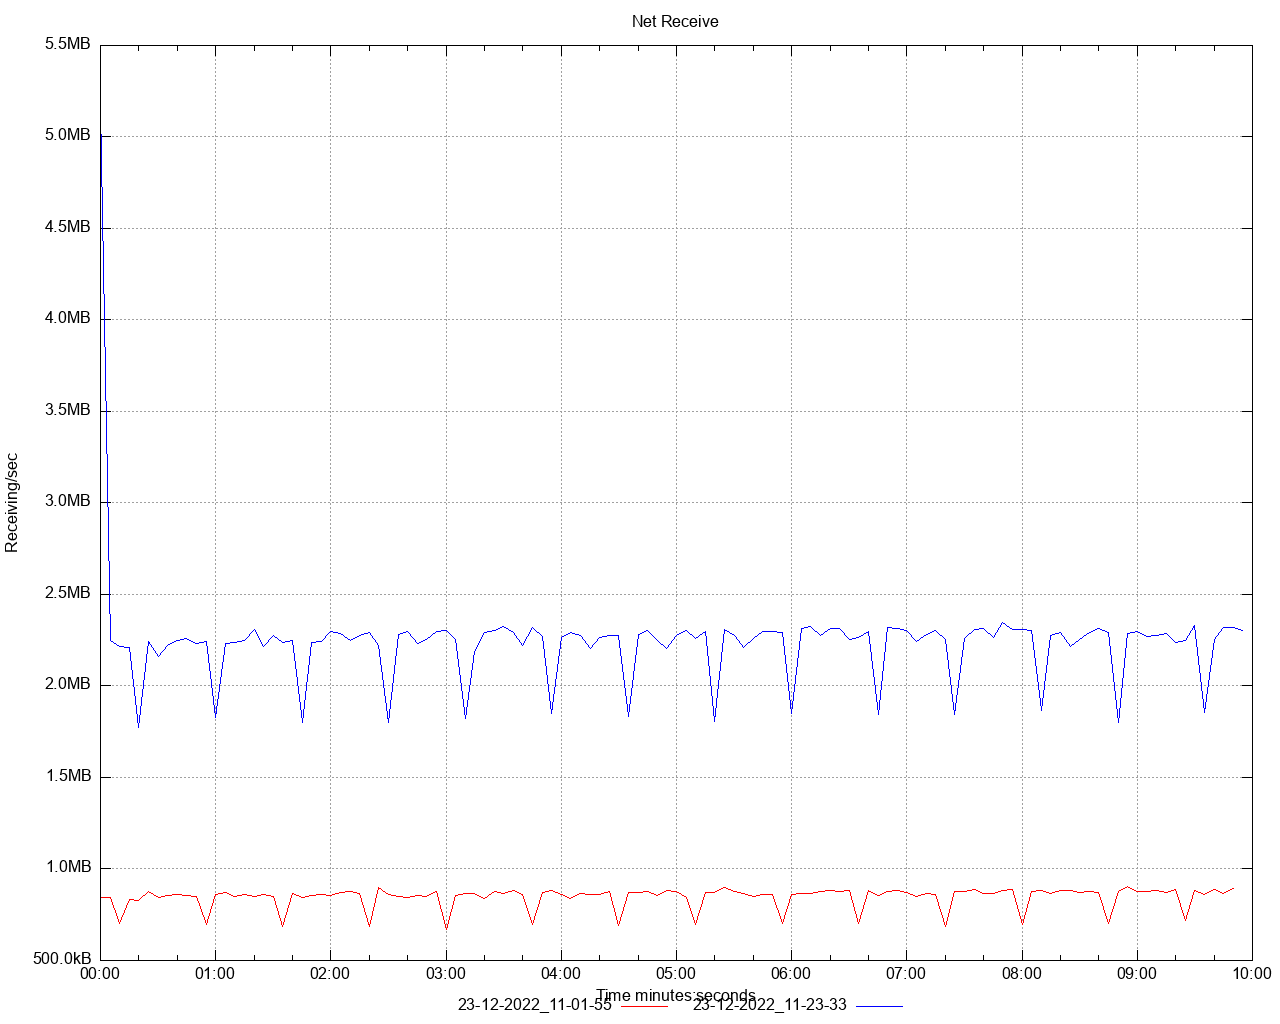 Net Receive
5.5MB
5.0MB
4.5MB
4.0MB
3.5MB
3.0MB
2.5MB
2.0MB
1.5MB
1.0MB
500.0kB
Receiving/sec
00:00 01:00 02:00 03:00 04:00 05:00 06:00 07:00 08:00 09:00 10:00
Time minutes:seconds
23-12-2022_11-01-55 23-12-2022_11-23-33